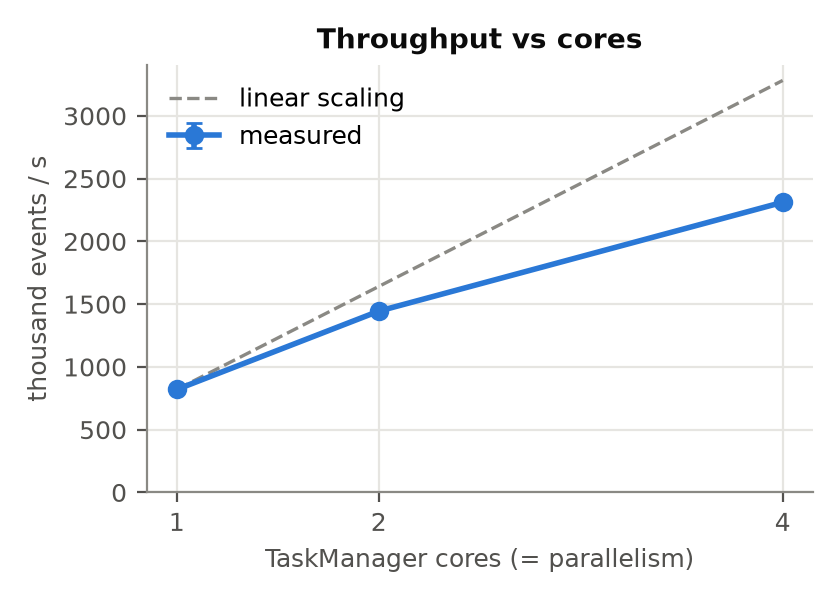 Throughput vs cores
linear scaling
measured
thousand events / s
3000
2500
2000
1500
1000
500
0
1
2
4
TaskManager cores (= parallelism)